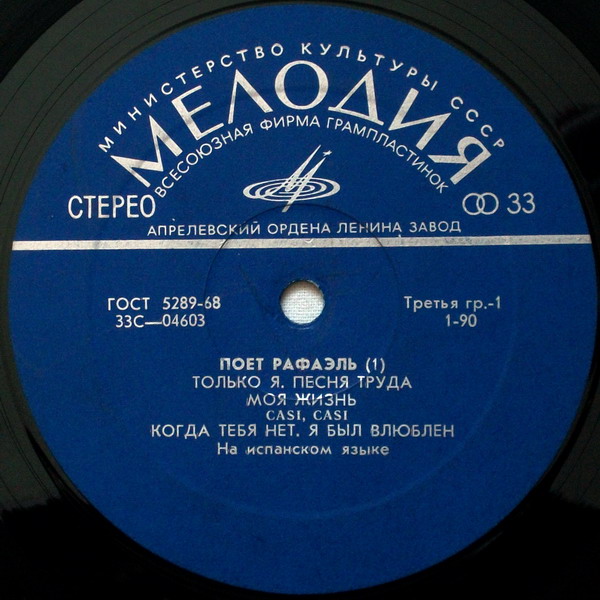 МИНИСТЕРСТВО КУЛЬТУРЫ СССР
МЕЛОДИЯ
ВСЕСОЮЗНАЯ ФИРМА ГРАМПЛАСТИНОК
СТЕРЕО
33
АПРЕЛЕВСКИЙ ОРДЕНА ЛЕНИНА ЗАВОД
ГОСТ 5289-68
Третья гр.-1
33С—04603
1-90
ПОЕТ РАФАЭЛЬ (1)
ТОЛЬКО Я. ПЕСНЯ ТРУДА
МОЯ ЖИЗНЬ
CASI, CASI
КОГДА ТЕБЯ НЕТ. Я БЫЛ ВЛЮБЛЕН
На испанском языке